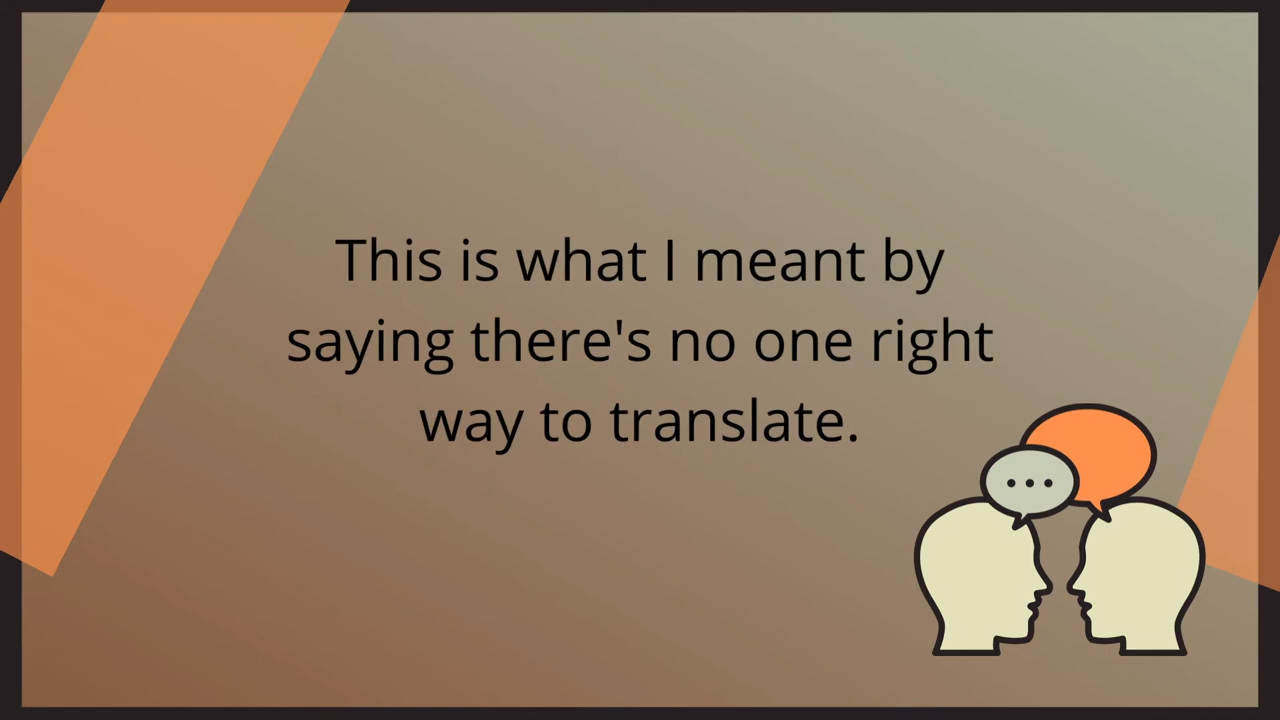 This is what I meant by
saying there's no one right
way to translate.